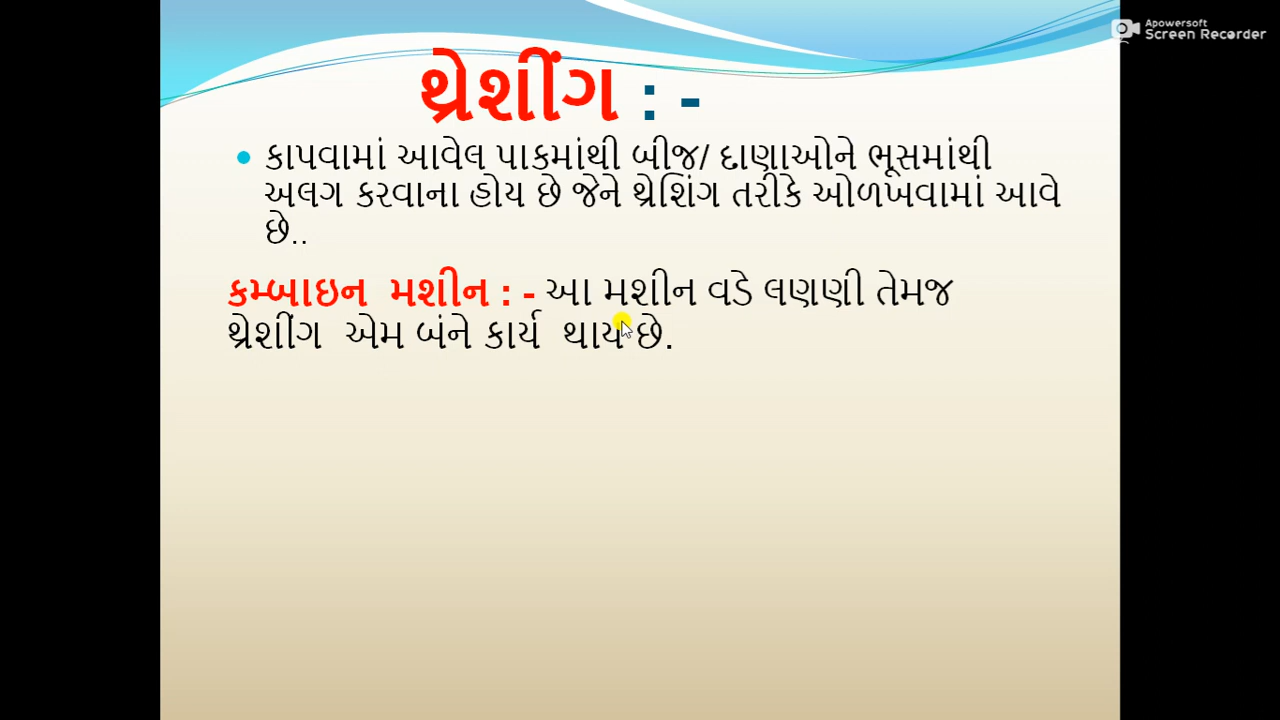 Apowersoft
Screen Recorder
થ્રેશીંગ : -
• કાપવામાં આવેલ પાકમાંથી બીજ/ દાણાઓને ભૂસમાંથી
અલગ કરવાના હોય છે જેને થ્રેશિંગ તરીકે ઓળખવામાં આવે
છે..
કમ્બાઇન મશીન : - આ મશીન વડે લણણી તેમજ
થ્રેશીંગ એમ બંને કાર્ય થાય છે.